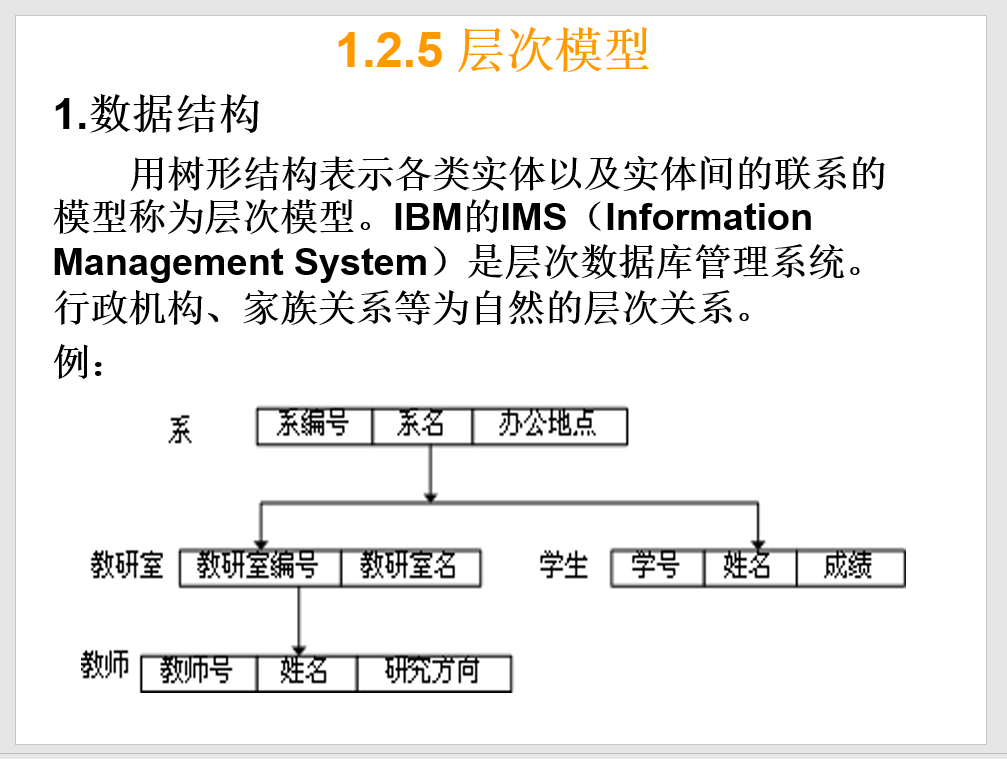 1.2.5 层次模型
1.数据结构
用树形结构表示各类实体以及实体间的联系的
模型称为层次模型。IBM的IMS（Information
Management System）是层次数据库管理系统。
行政机构、家族关系等为自然的层次关系。
例：
系 系编号 系名 办公地点
教研室 教研室编号 教研室名 学生 学号 姓名 成绩
教师 教师号 姓名 研究方向